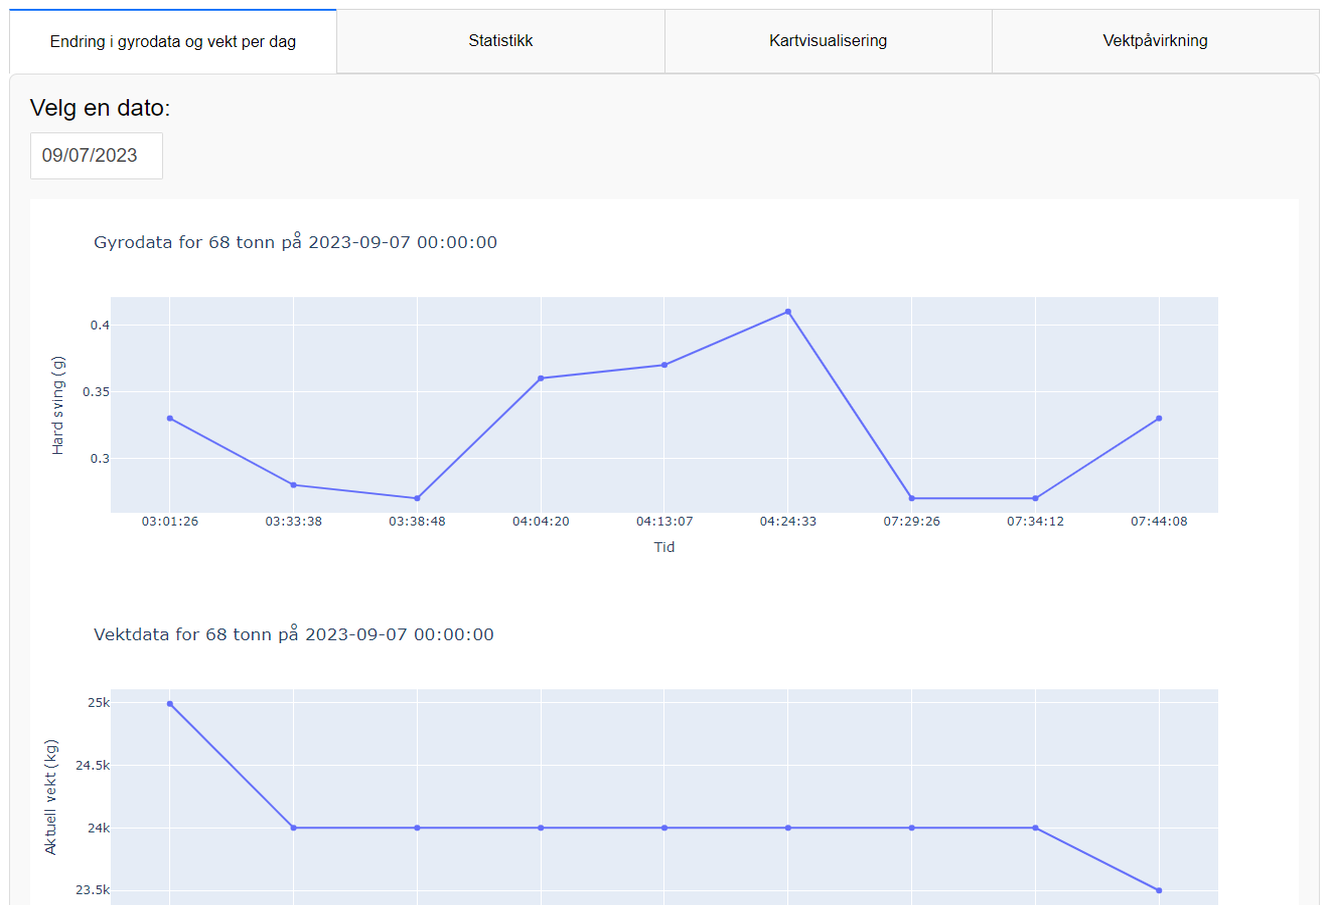 Endring i gyrodata og vekt per dag
Statistikk
Kartvisualisering
Vektpåvirkning
Velg en dato:
09/07/2023
Gyrodata for 68 tonn på 2023-09-07 00:00:00
Hard sving (g)
0.4
0.35
0.3
03:01:26
03:33:38
03:38:48
04:04:20
04:13:07
04:24:33
07:29:26
07:34:12
07:44:08
Tid
Vektdata for 68 tonn på 2023-09-07 00:00:00
Aktuell vekt (kg)
25k
24.5k
24k
23.5k